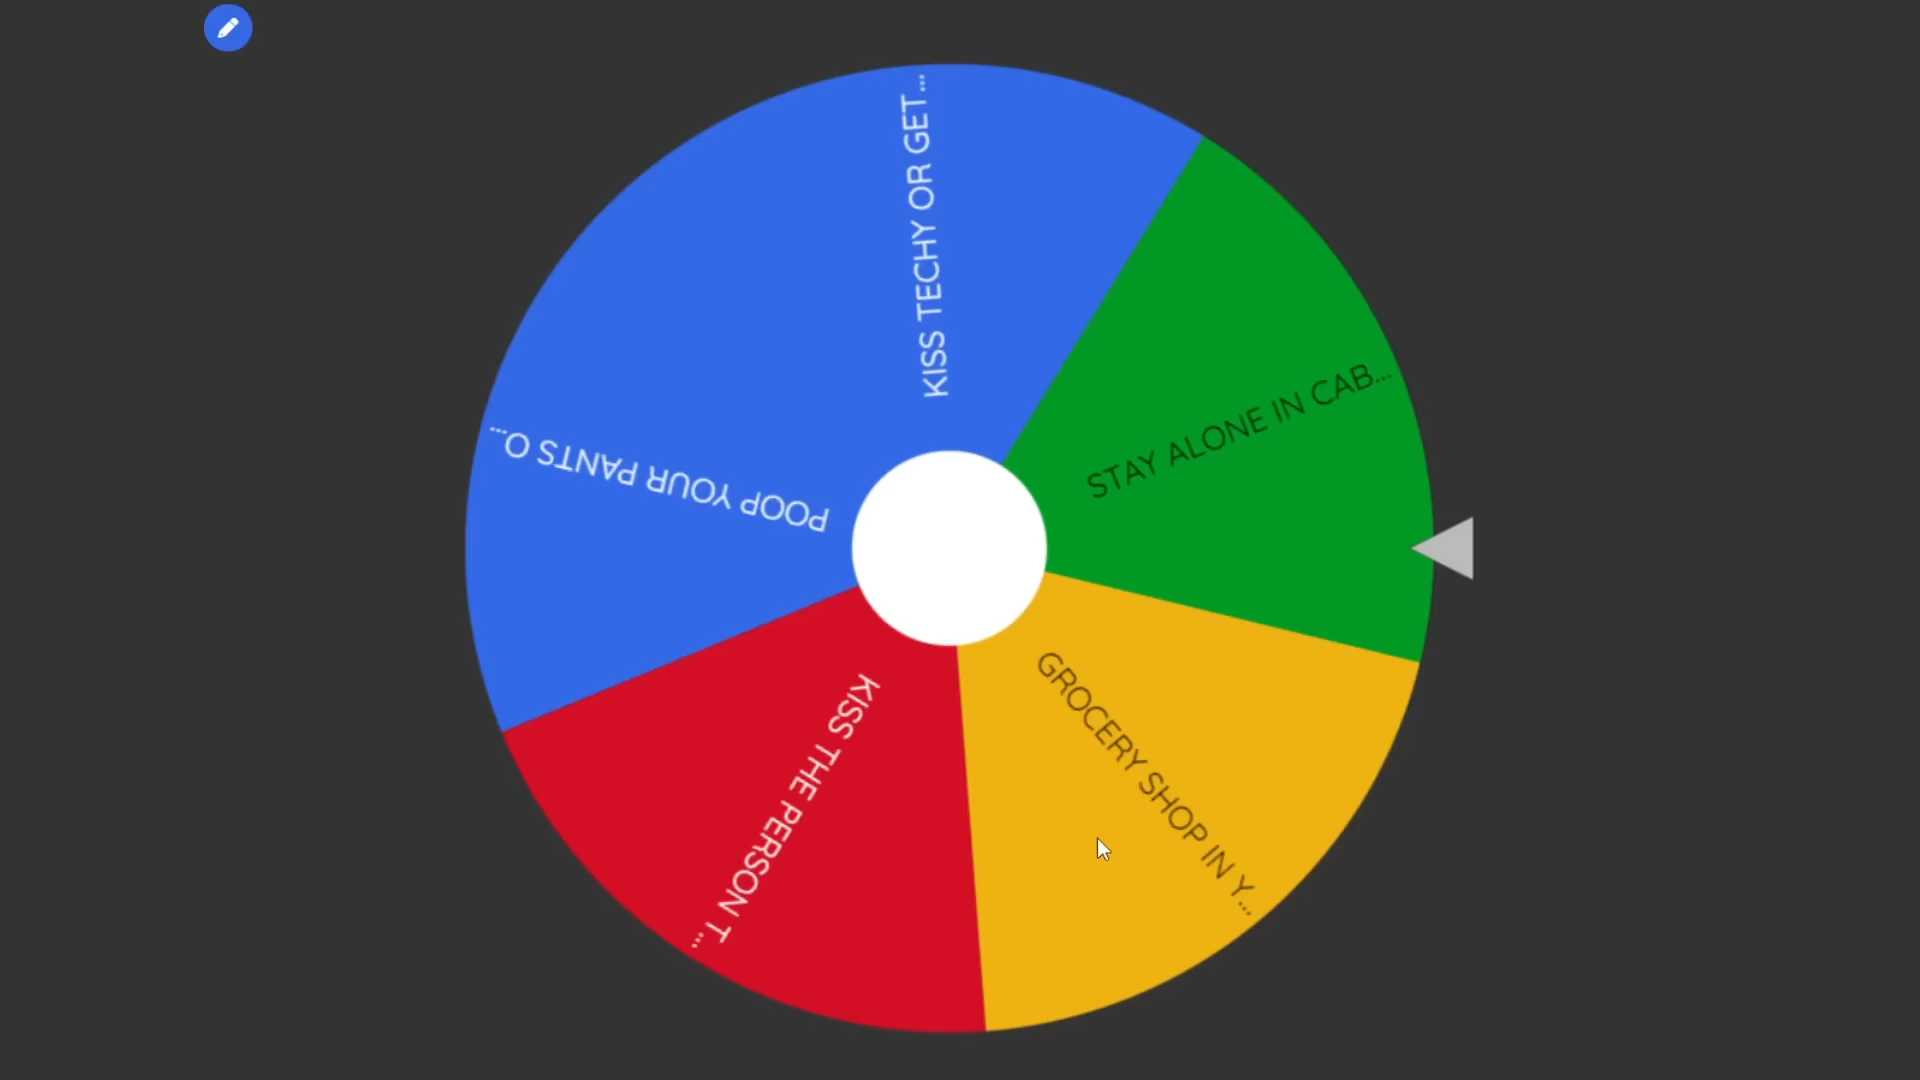 KISS TECHY OR GET...
STAY ALONE IN CAB...
POOP YOUR PANTS O...
GROCERY SHOP IN Y...
KISS THE PERSON T...